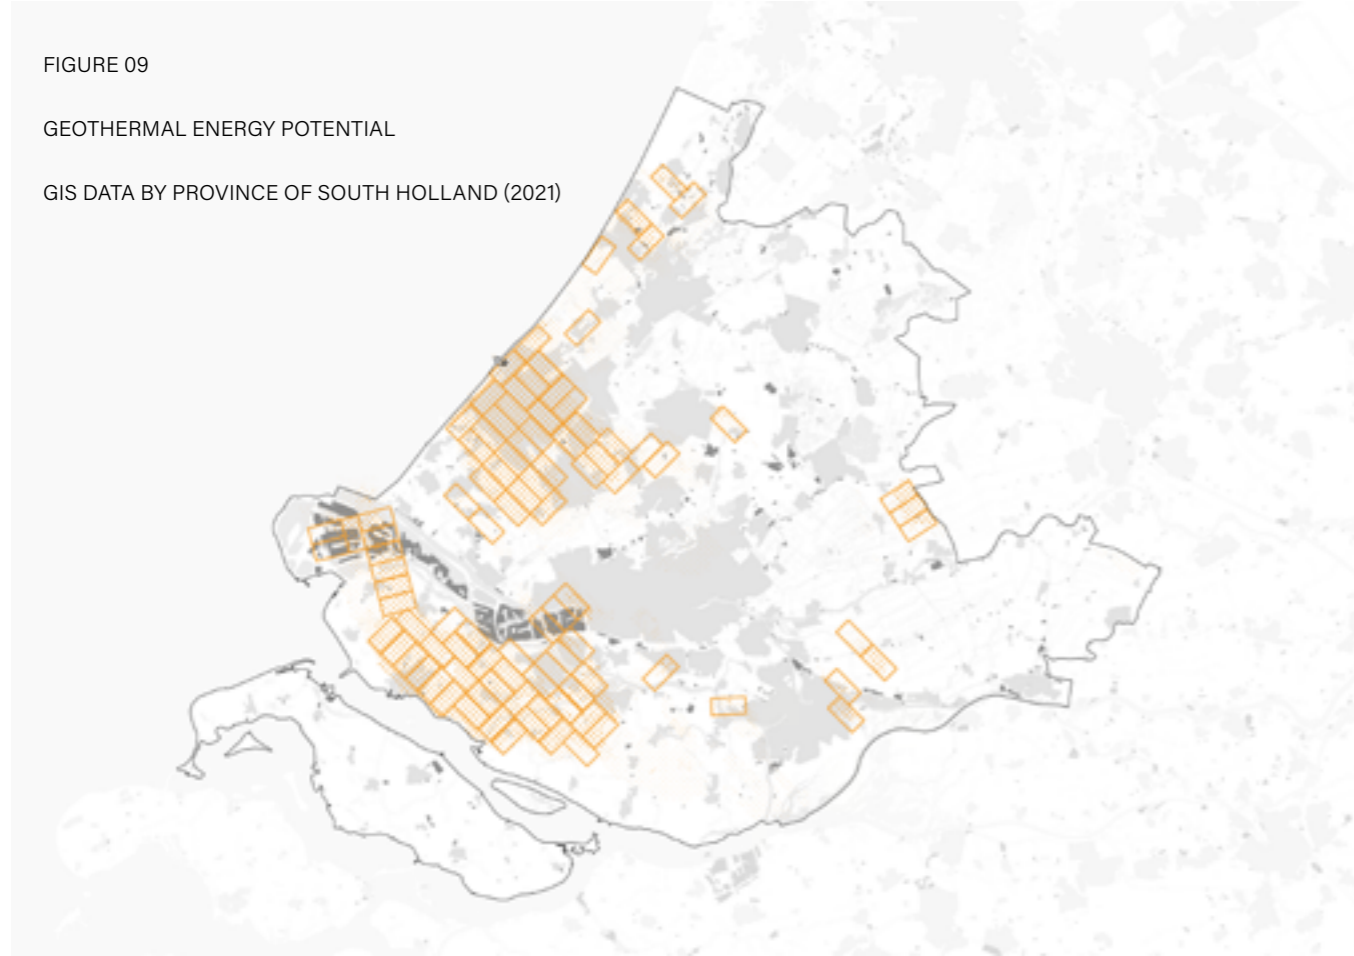 FIGURE 09
GEOTHERMAL ENERGY POTENTIAL
GIS DATA BY PROVINCE OF SOUTH HOLLAND (2021)